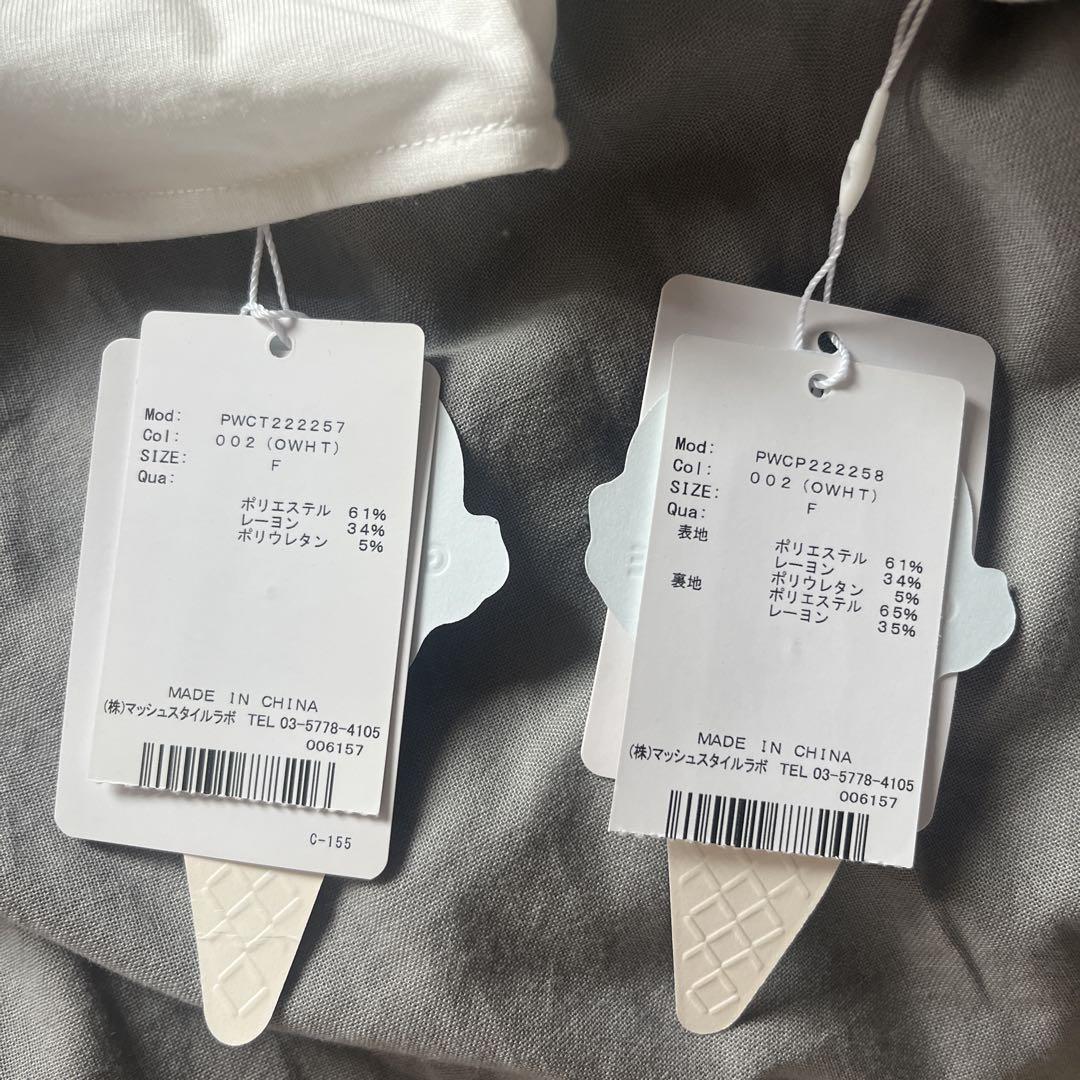 Mod: PWCT222257
Col: 002 (OWHT)
SIZE: F
Qua:
ポリエステル 61%
レーヨン 34%
ポリウレタン 5%
MADE IN CHINA
(株)マッシュスタイルラボ TEL 03-5778-4105
006157
C-155
Mod: PWCP222258
Col: 002 (OWHT)
SIZE: F
Qua:
表地
ポリエステル 61%
レーヨン 34%
ポリウレタン 5%
裏地 ポリエステル 65%
レーヨン 35%
MADE IN CHINA
(株)マッシュスタイルラボ TEL 03-5778-4105
006157